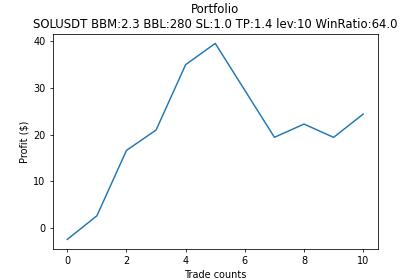 Portfolio
SOLUSDT BBM:2.3 BBL:280 SL:1.0 TP:1.4 lev:10 WinRatio:64.0
40
30
20
10
0
Profit ($)
0 2 4 6 8 10
Trade counts